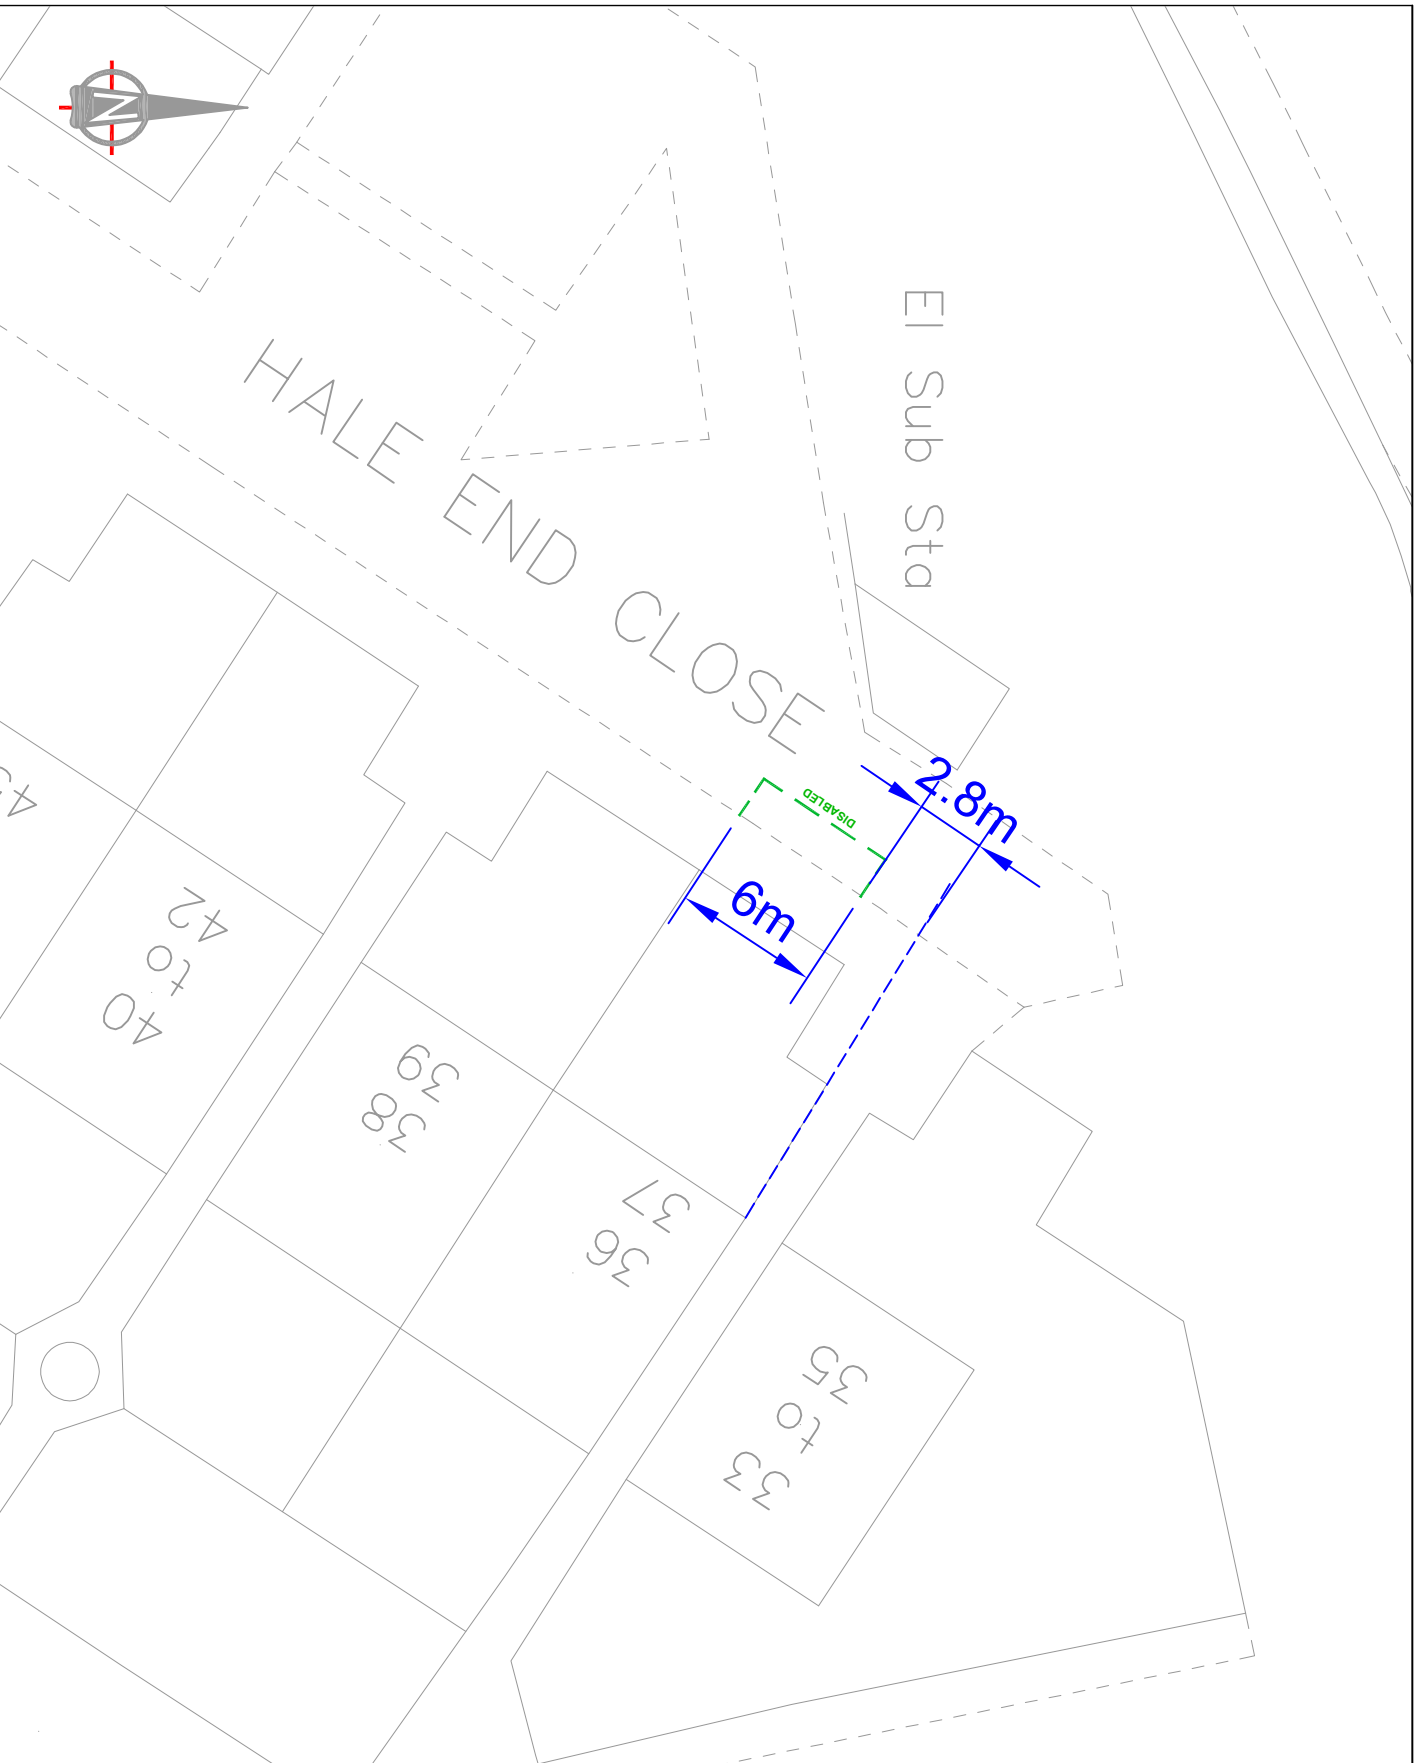 N
HALE END CLOSE
El Sub Sta
DISABLED
2.8m
6m
42
to
40
39
38
37
36
35
to
33